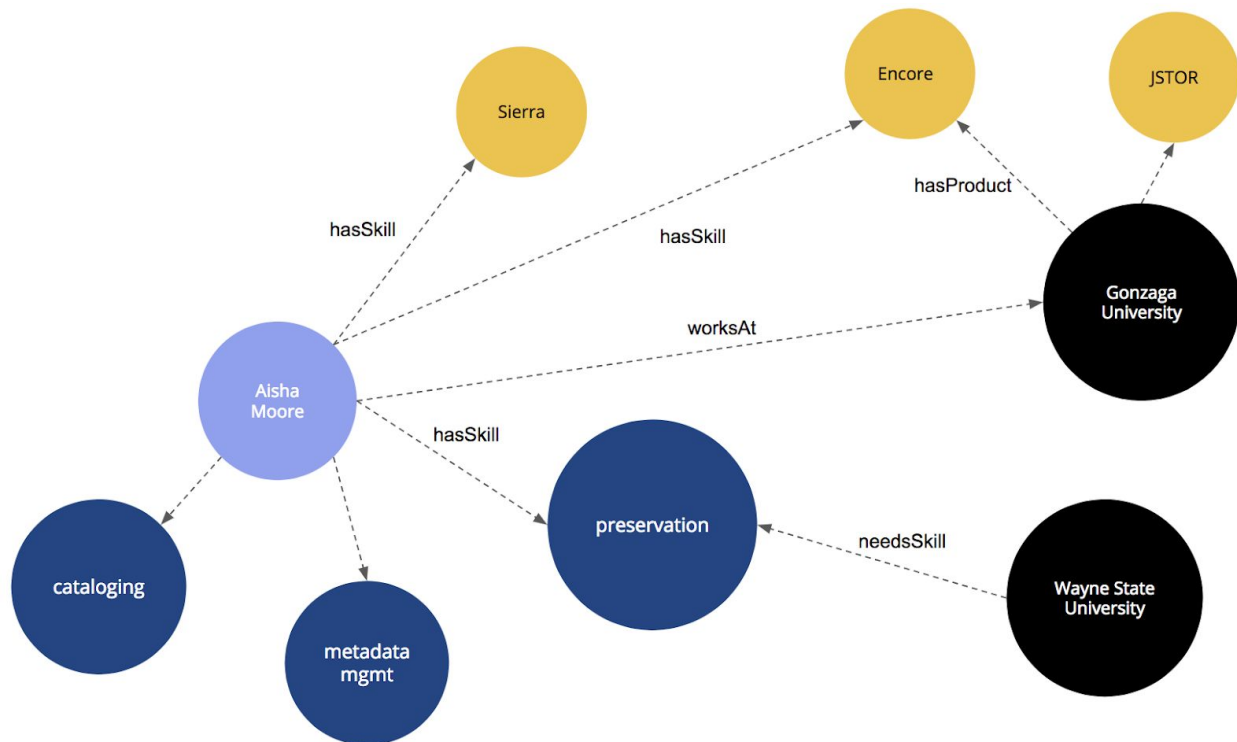 Encore
JSTOR
Sierra
hasProduct
hasSkill
hasSkill
Gonzaga
University
worksAt
Aisha
Moore
hasSkill
preservation
needsSkill
cataloging
Wayne State
University
metadata
mgmt